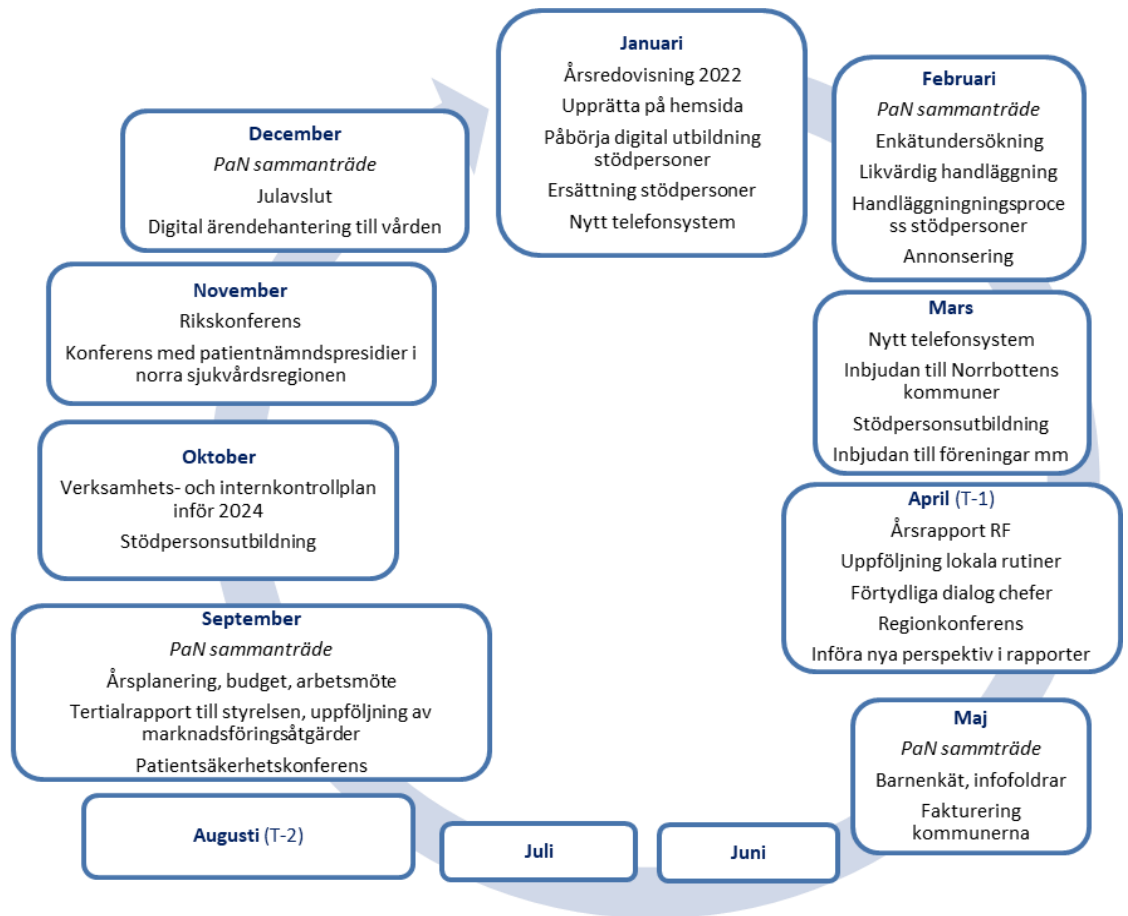 Januari
Årsredovisning 2022
Upprätta på hemsida
Påbörja digital utbildning
stödpersoner
Ersättning stödpersoner
Nytt telefonsystem
Februari
PaN sammanträde
Enkätundersökning
Likvärdig handläggning
Handläggningningsproce
ss stödpersoner
Annonsering
Mars
Nytt telefonsystem
Inbjudan till Norrbottens
kommuner
Stödpersonsutbildning
Inbjudan till föreningar mm
April (T-1)
Årsrapport RF
Uppföljning lokala rutiner
Förtydliga dialog chefer
Regionkonferens
Införa nya perspektiv i rapporter
Maj
PaN sammträde
Barnenkät, infofoldrar
Fakturering
kommunerna
Juni
Juli
Augusti (T-2)
September
PaN sammanträde
Årsplanering, budget, arbetsmöte
Tertialrapport till styrelsen, uppföljning av
marknadsföringsåtgärder
Patientsäkerhetskonferens
Oktober
Verksamhets- och internkontrollplan
inför 2024
Stödpersonsutbildning
November
Rikskonferens
Konferens med patientnämndspresidier i
norra sjukvårdsregionen
December
PaN sammanträde
Julavslut
Digital ärendehantering till vården